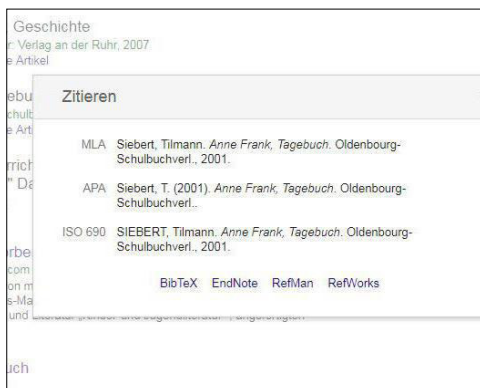 Geschichte
r: Verlag an der Ruhr, 2007
e Artikel
Zitieren
MLA Siebert, Tilmann. Anne Frank, Tagebuch. Oldenbourg-
Schulbuchverl., 2001.
APA Siebert, T. (2001). Anne Frank, Tagebuch. Oldenbourg-
Schulbuchverl..
ISO 690 SIEBERT, Tilmann. Anne Frank, Tagebuch. Oldenbourg-
Schulbuchverl., 2001.
BibTeX EndNote RefMan RefWorks